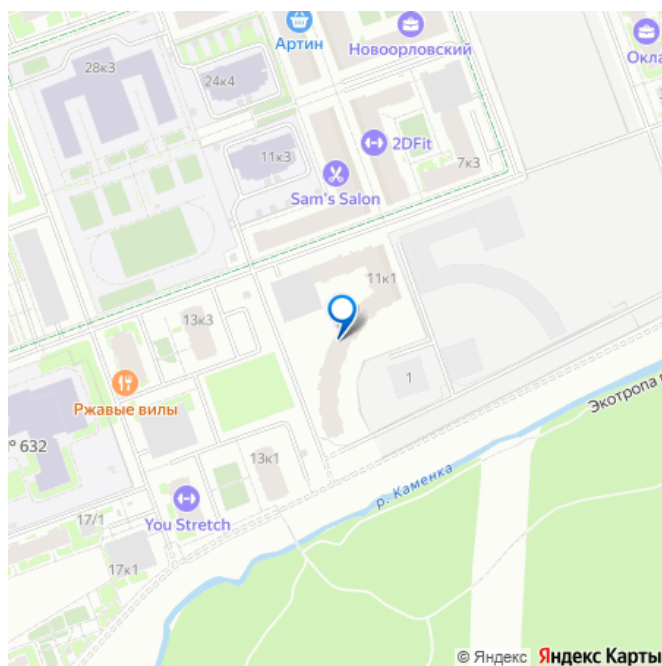 Артин
Новоорловский
Окла
28к3
24к4
2DFit
11к3
7к3
Sam's Salon
11к1
13к3
1
Ржавые вилы
Экотропа
№ 632
13к1
р. Каменка
You Stretch
17/1
17к1
© Яндекс Яндекс Карты